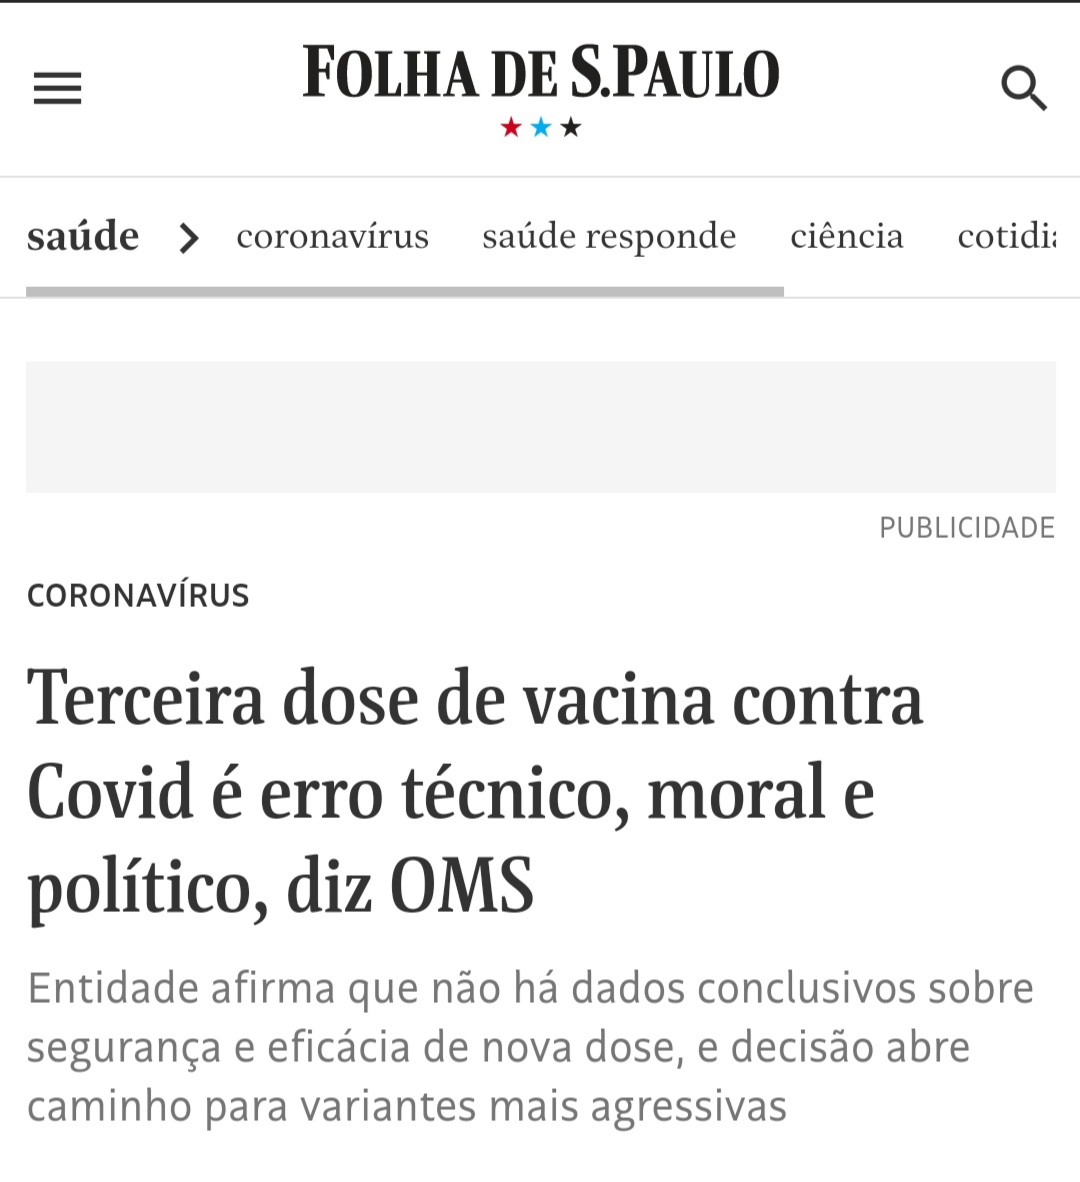 FOLHA DE S.PAULO
saúde coronavírus saúde responde ciência
PUBLICIDADE
CORONAVÍRUS
Terceira dose de vacina contra
Covid é erro técnico, moral e
político, diz OMS
Entidade afirma que não há dados conclusivos sobre
segurança e eficácia de nova dose, e decisão abre
caminho para variantes mais agressivas